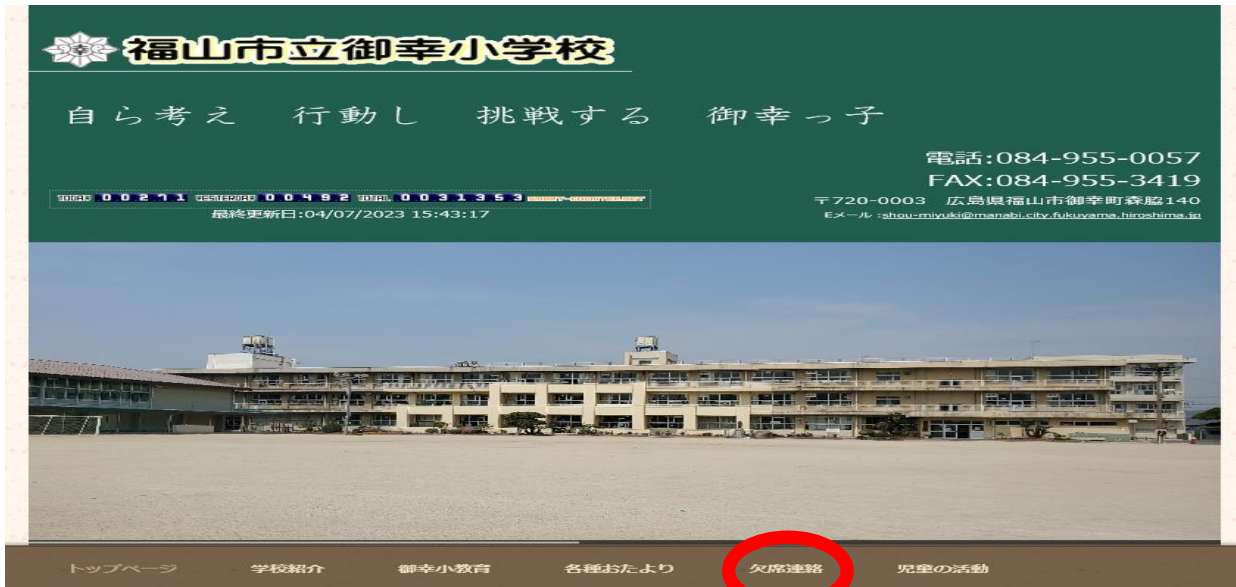 福山市立御幸小学校
自ら考え 行動し 挑戦する 御幸っ子
電話:084-955-0057
FAX:084-955-3419
〒720-0003 広島県福山市御幸町森脇140
Eメール :shou-miyuki@manabi.city.fukuyama.hiroshima.jp
TODAY 00271 YESTERDAY 00492 TOTAL 0031353
最終更新日:04/07/2023 15:43:17
トップページ 学校紹介 御幸小教育 各種おたより 欠席連絡 児童の活動